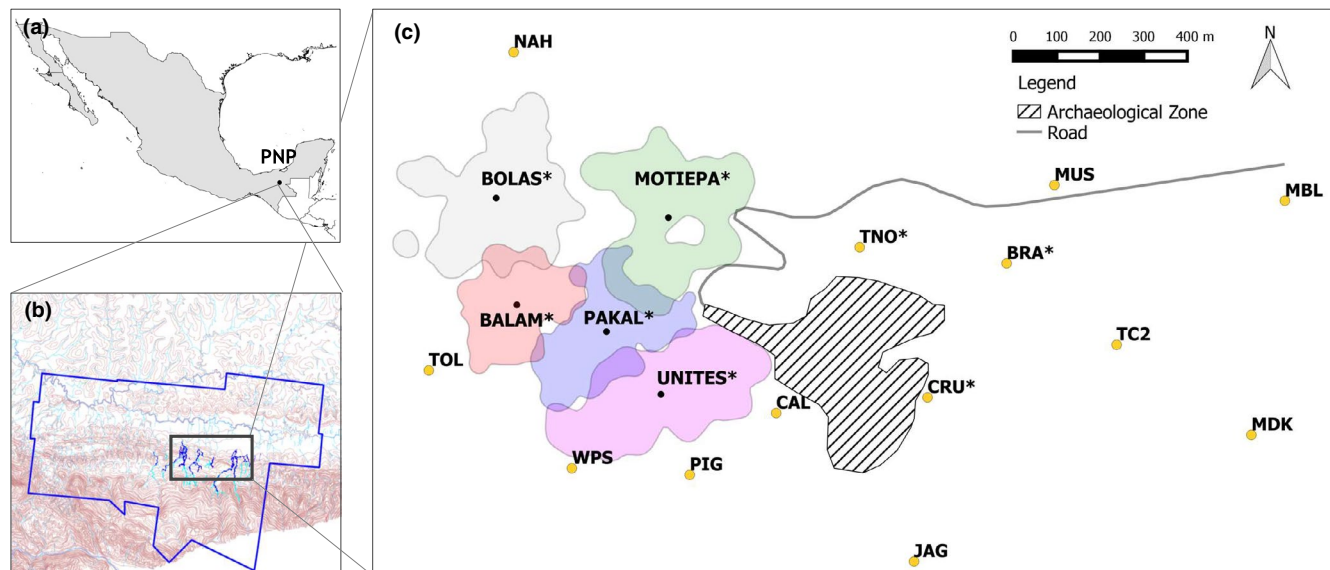 (a)
PNP
(b)
(c)
NAH
0 100 200 300 400 m
N
Legend
Archaeological Zone
Road
BOLAS*
MOTIEPA*
MUS
MBL
TNO*
BRA*
BALAM*
PAKAL*
TC2
TOL
UNITES*
CRU*
CAL
MDK
WPS
PIG
JAG